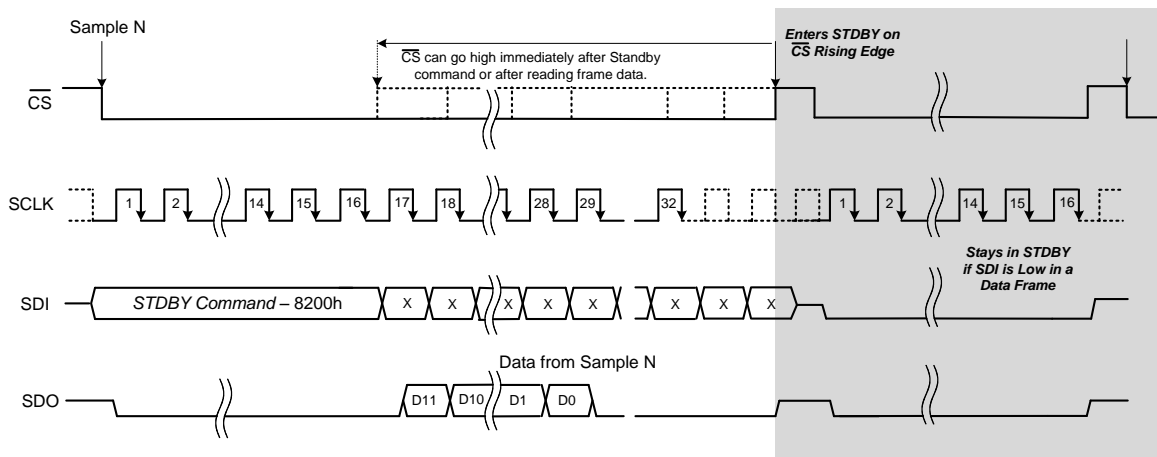 Sample N
CS can go high immediately after Standby
command or after reading frame data.
Enters STDBY on
CS Rising Edge
CS
SCLK
1 2 14 15 16 17 18 28 29 32 1 2 14 15 16
Stays in STDBY
if SDI is Low in a
Data Frame
SDI
STDBY Command – 8200h X X X X X X X X
Data from Sample N
SDO
D11 D10 D1 D0